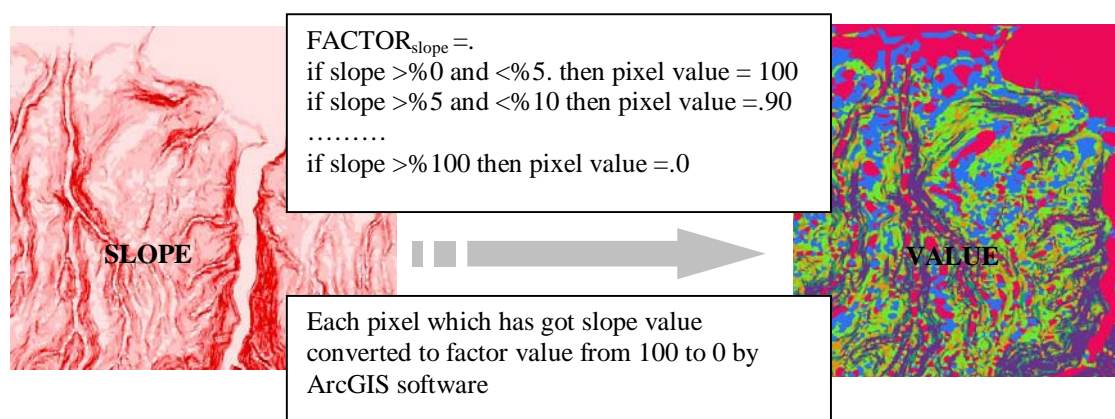 FACTORslope =.
if slope >%0 and <%5. then pixel value = 100
if slope >%5 and <%10 then pixel value =.90
………
if slope >%100 then pixel value =.0
SLOPE
VALUE
Each pixel which has got slope value
converted to factor value from 100 to 0 by
ArcGIS software